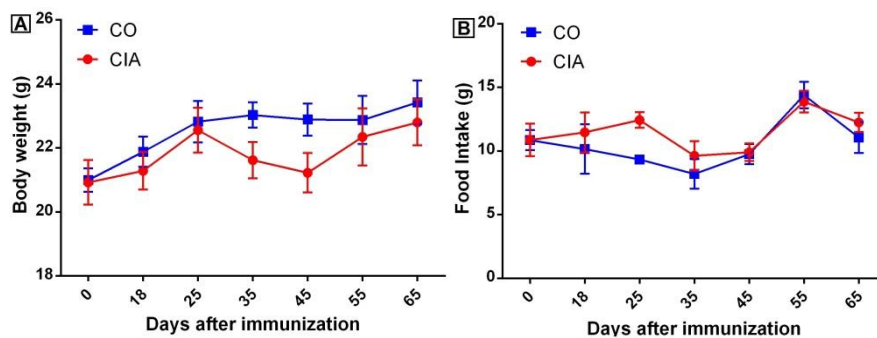 A
CO
CIA
Body weight (g)
26
24
22
20
18
0 18 25 35 45 55 65
Days after immunization
B
CO
CIA
Food Intake (g)
20
15
10
5
0
0 18 25 35 45 55 65
Days after immunization